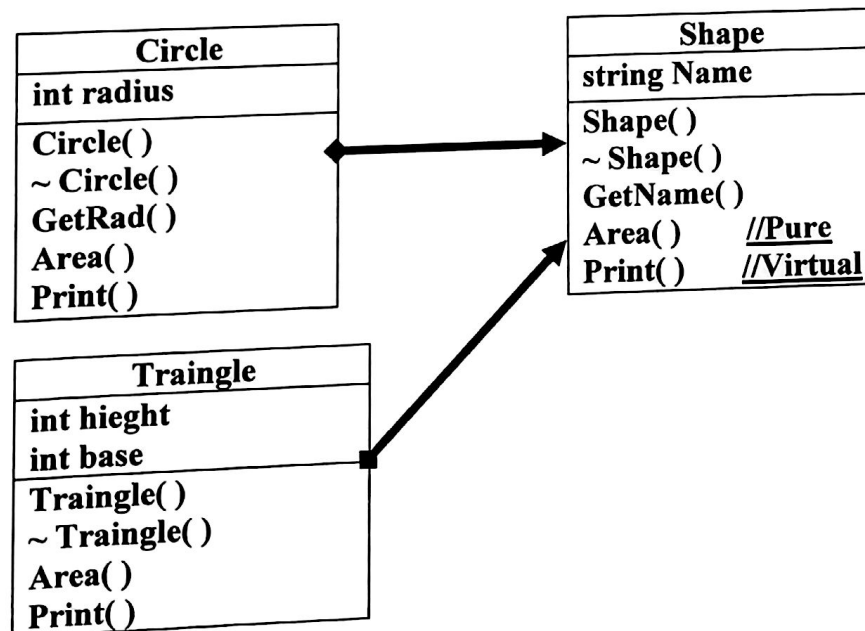 Circle
int radius
Circle( )
~ Circle( )
GetRad( )
Area( )
Print( )
Shape
string Name
Shape( )
~ Shape( )
GetName( )
Area( ) //Pure
Print( ) //Virtual
Traingle
int hieght
int base
Traingle( )
~ Traingle( )
Area( )
Print( )